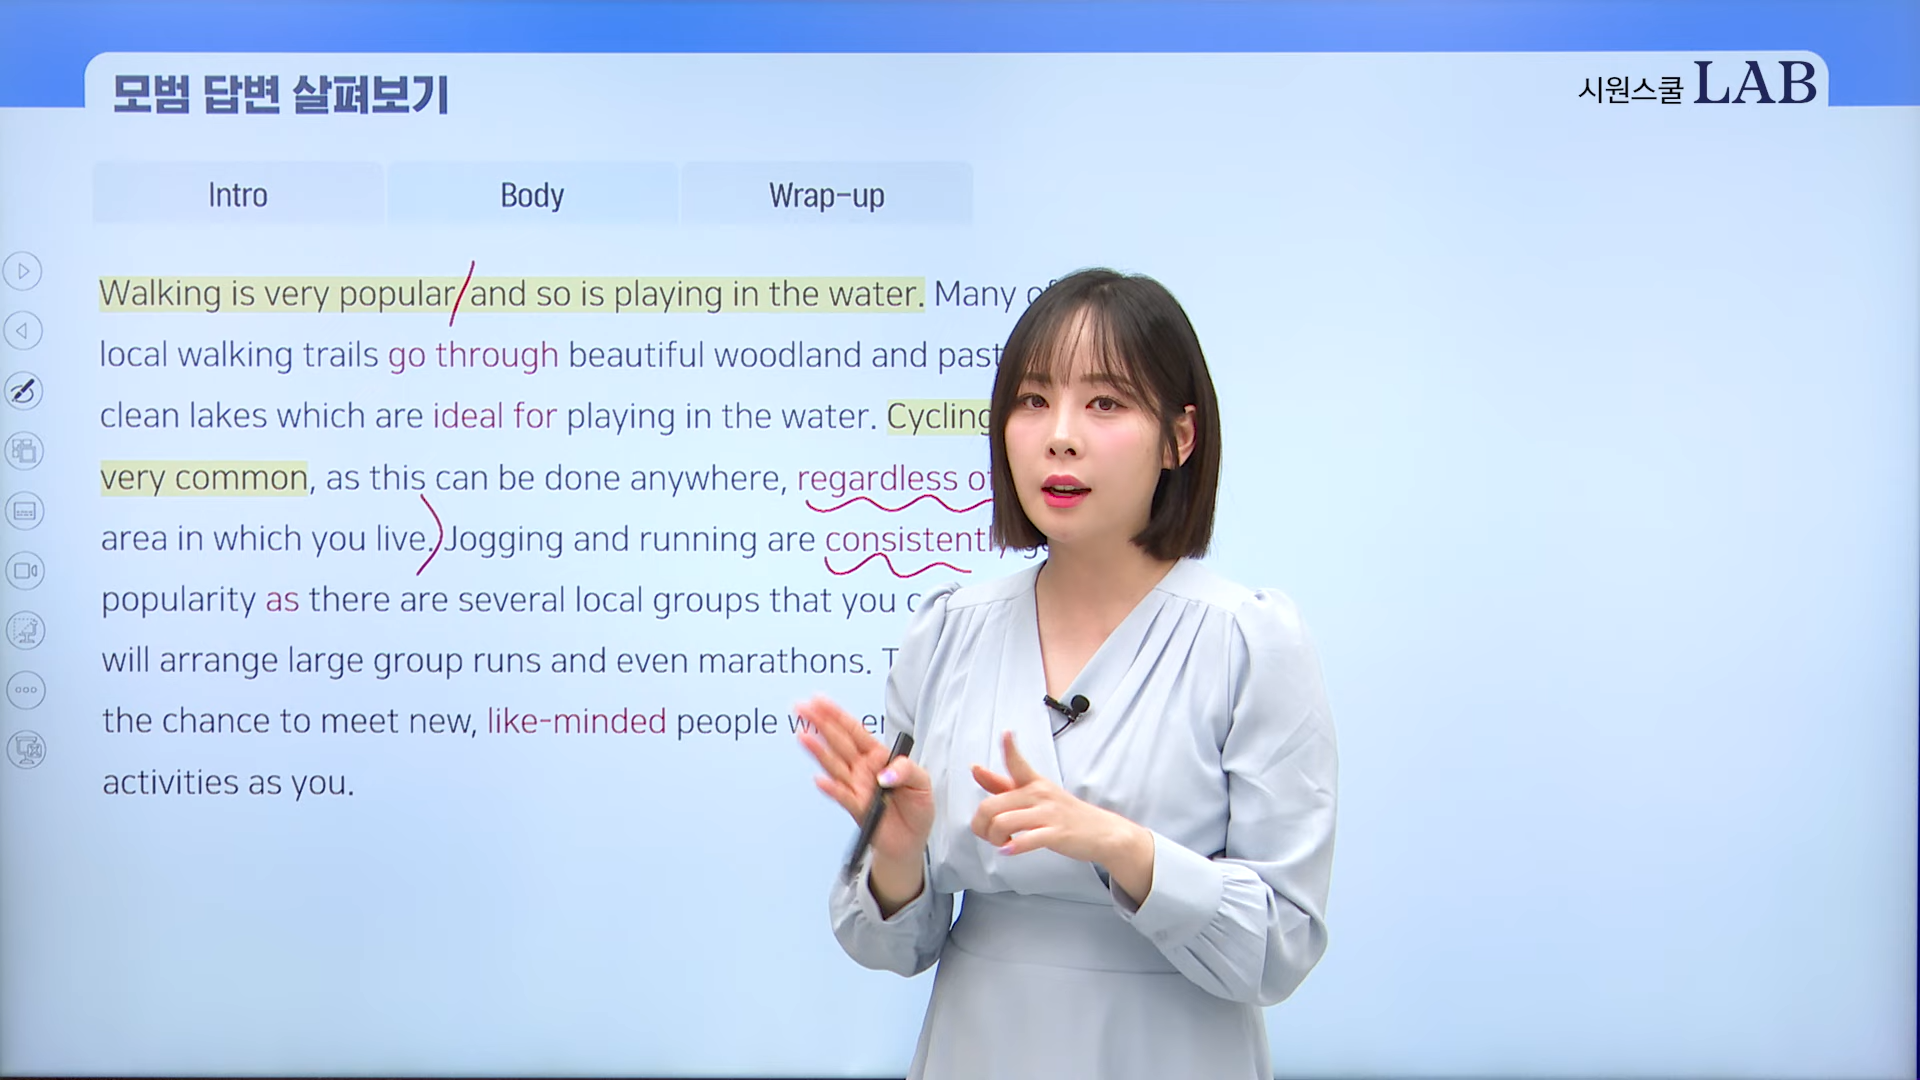 모범 답변 살펴보기
시원스쿨 LAB
Intro
Body
Wrap-up
Walking is very popular and so is playing in the water. Many of
local walking trails go through beautiful woodland and past
clean lakes which are ideal for playing in the water. Cycling
very common, as this can be done anywhere, regardless of
area in which you live. Jogging and running are consistently
popularity as there are several local groups that you
will arrange large group runs and even marathons.
the chance to meet new, like-minded people
activities as you.